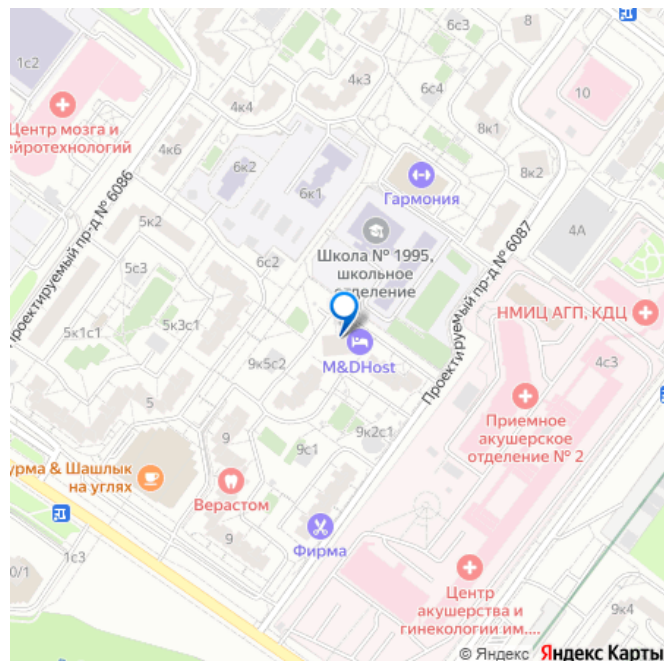 6к3
8
1с2
4к3
6с4
10
4к4
8к1
Центр мозга и
ейротехнологий
4к6
6к2
8к2
6к1
Гармония
Проектируемый пр-д № 6086
5к2
4А
Школа № 1995,
школьное
отделение
Проектируемый пр-д № 6087
6с2
5с3
НМИЦ АГП, КДЦ
5к1с1
5к3с1
9к5с2
M&DHost
4с3
Приемное
акушерское
отделение № 2
5
9
9к2с1
9с1
урма & Шашлык
на углях
Верастом
9
Фирма
1с3
0/1
Центр
акушерства и
гинекологии им....
9к4
© Яндекс Яндекс Карты